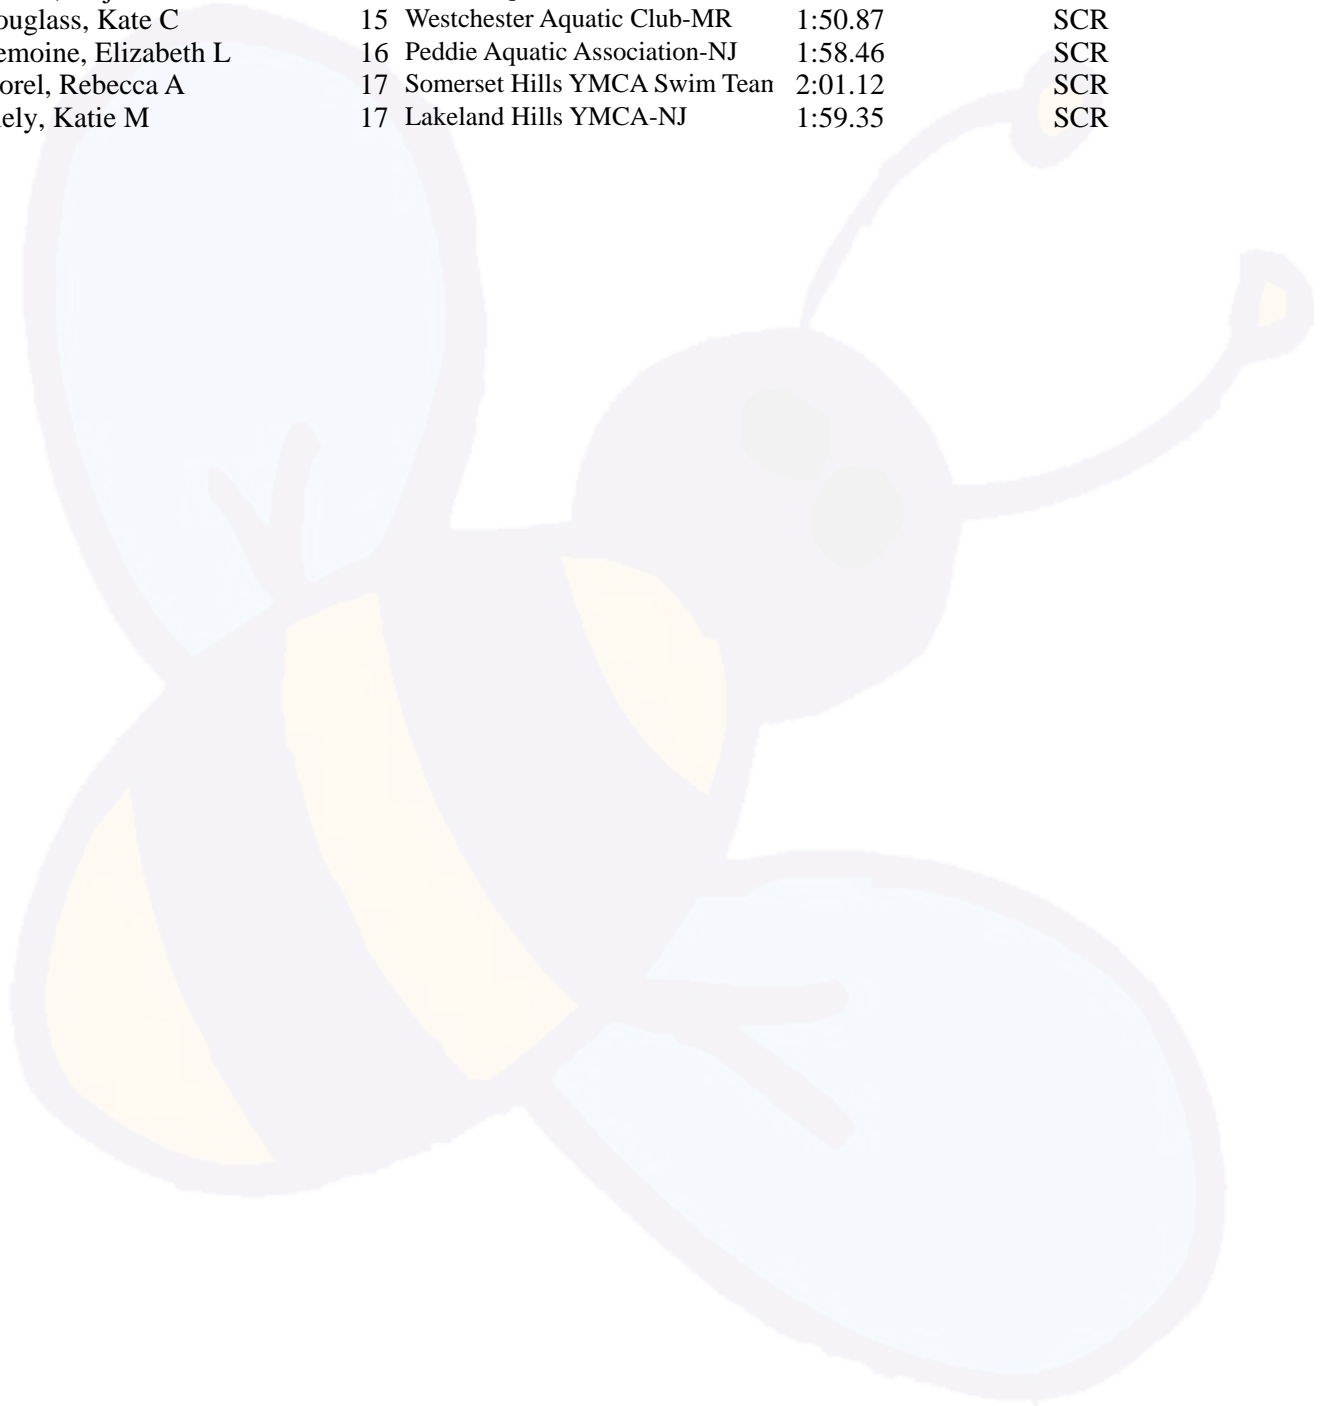 ouglass, Kate C 15 Westchester Aquatic Club-MR 1:50.87 SCR
emoine, Elizabeth L 16 Peddie Aquatic Association-NJ 1:58.46 SCR
orel, Rebecca A 17 Somerset Hills YMCA Swim Tean 2:01.12 SCR
ely, Katie M 17 Lakeland Hills YMCA-NJ 1:59.35 SCR